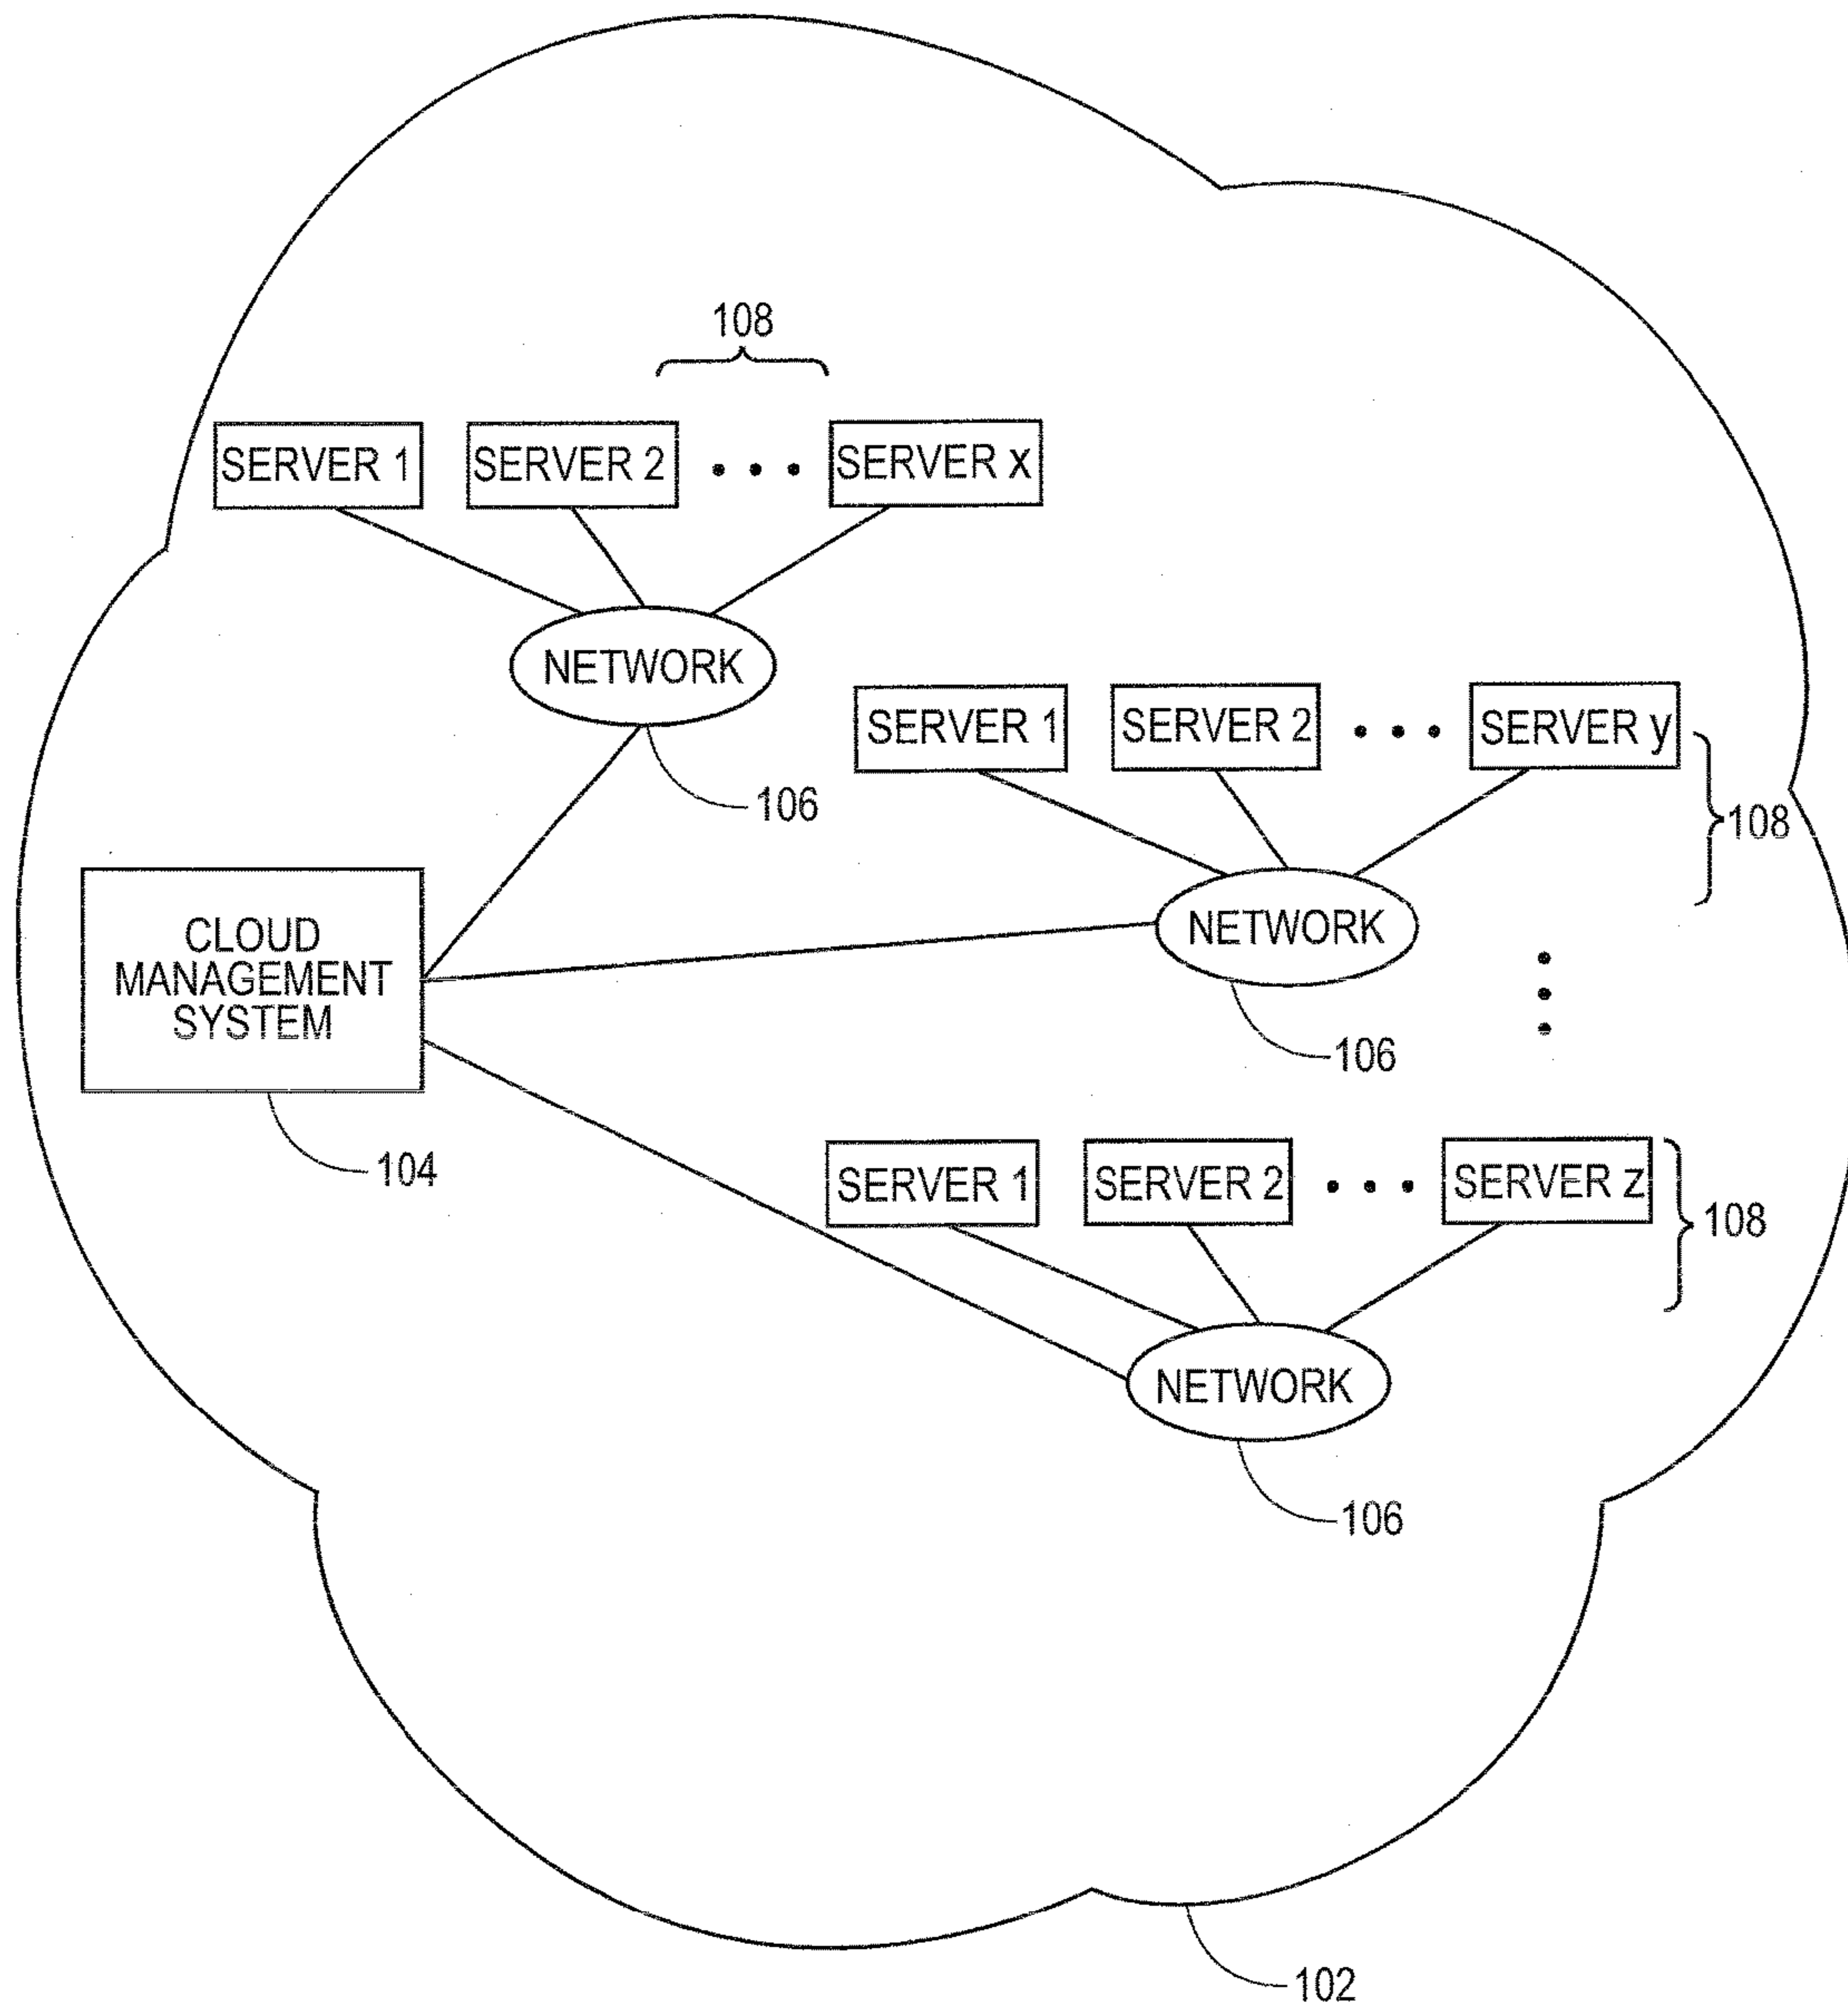 108
SERVER 1 SERVER 2 • • • SERVER x
NETWORK
106
SERVER 1 SERVER 2 • • • SERVER y
108
NETWORK
106
CLOUD
MANAGEMENT
SYSTEM
104
SERVER 1 SERVER 2 • • • SERVER z
108
NETWORK
106
102